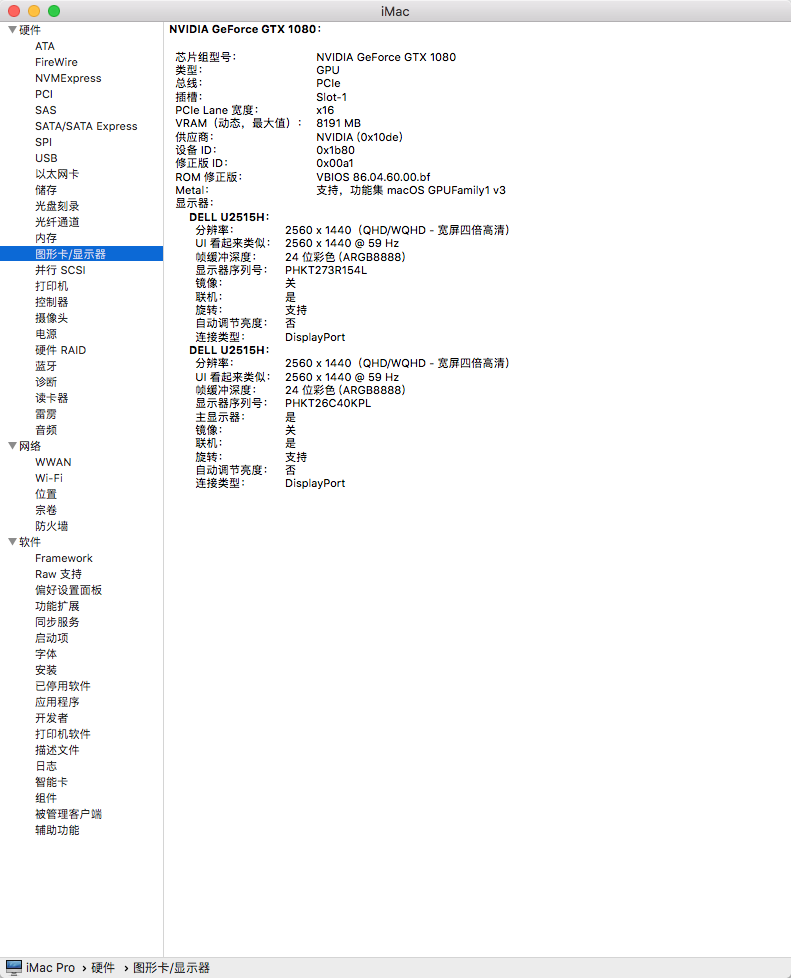 iMac
硬件
ATA
FireWire
NVMExpress
PCI
SAS
SATA/SATA Express
SPI
USB
以太网卡
储存
光盘刻录
光纤通道
内存
图形卡/显示器
并行 SCSI
打印机
控制器
摄像头
电源
硬件 RAID
蓝牙
诊断
读卡器
雷雳
音频
网络
WWAN
Wi-Fi
位置
宗卷
防火墙
软件
Framework
Raw 支持
偏好设置面板
功能扩展
同步服务
启动项
字体
安装
已停用软件
应用程序
开发者
打印机软件
描述文件
日志
智能卡
组件
被管理客户端
辅助功能
NVIDIA GeForce GTX 1080：
芯片组型号： NVIDIA GeForce GTX 1080
类型： GPU
总线： PCIe
插槽： Slot-1
PCIe Lane 宽度： x16
VRAM（动态，最大值）： 8191 MB
供应商： NVIDIA (0x10de)
设备 ID： 0x1b80
修正版 ID： 0x00a1
ROM 修正版： VBIOS 86.04.60.00.bf
Metal： 支持，功能集 macOS GPUFamily1 v3
显示器：
DELL U2515H：
分辨率： 2560 x 1440（QHD/WQHD - 宽屏四倍高清）
UI 看起来类似： 2560 x 1440 @ 59 Hz
帧缓冲深度： 24 位彩色 (ARGB8888)
显示器序列号： PHKT273R154L
镜像： 关
联机： 是
旋转： 支持
自动调节亮度： 否
连接类型： DisplayPort
DELL U2515H：
分辨率： 2560 x 1440（QHD/WQHD - 宽屏四倍高清）
UI 看起来类似： 2560 x 1440 @ 59 Hz
帧缓冲深度： 24 位彩色 (ARGB8888)
显示器序列号： PHKT26C40KPL
主显示器： 是
镜像： 关
联机： 是
旋转： 支持
自动调节亮度： 否
连接类型： DisplayPort
iMac Pro › 硬件 › 图形卡/显示器